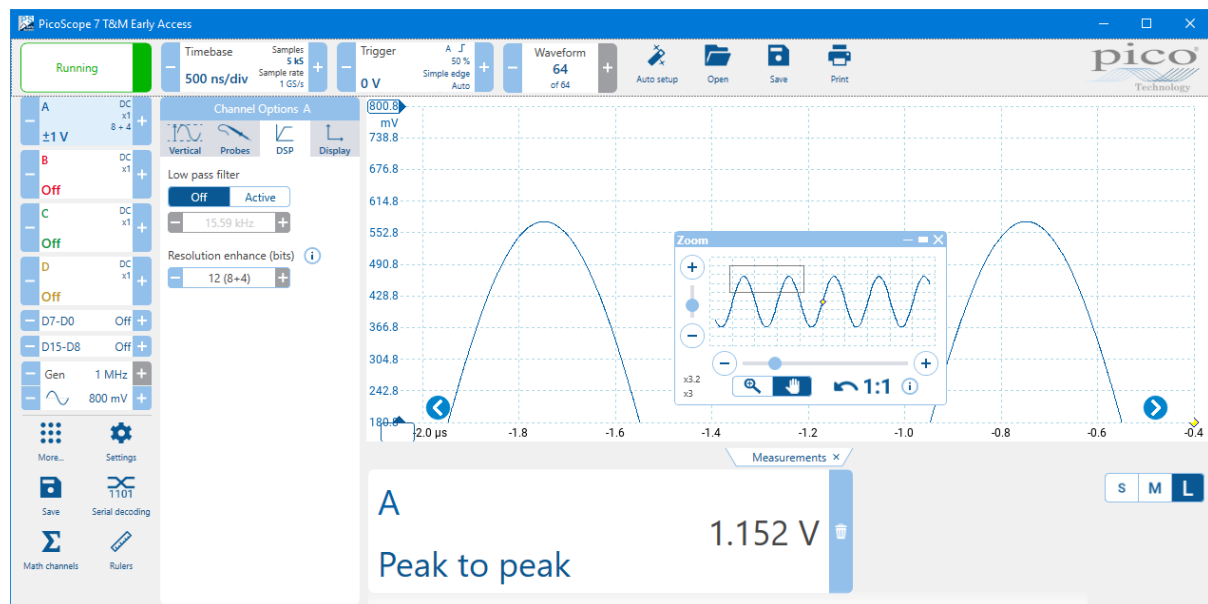 PicoScope 7 T&M Early Access
Running
Timebase
500 ns/div
Samples
5 kS
Sample rate
1 GS/s
Trigger
0 V
A
50 %
Simple edge
Auto
Waveform
64
of 64
Auto setup
Open
Save
Print
pico
Technology
A
DC
x1
8 + 4
±1 V
B
DC
x1
Off
C
DC
x1
Off
D
DC
x1
Off
D7-D0 Off
D15-D8 Off
Gen 1 MHz
800 mV
More...
Settings
Save
Serial decoding
1101
Math channels
Rulers
Channel Options A
Vertical
Probes
DSP
Display
Low pass filter
Off Active
15.59 kHz
Resolution enhance (bits)
12 (8+4)
800.8
mV
738.8
676.8
614.8
552.8
490.8
428.8
366.8
304.8
242.8
180.8
-2.0 µs -1.8 -1.6 -1.4 -1.2 -1.0 -0.8 -0.6 -0.4
Zoom
x3.2
x3
1:1
Measurements ×
A
Peak to peak
1.152 V
S M L